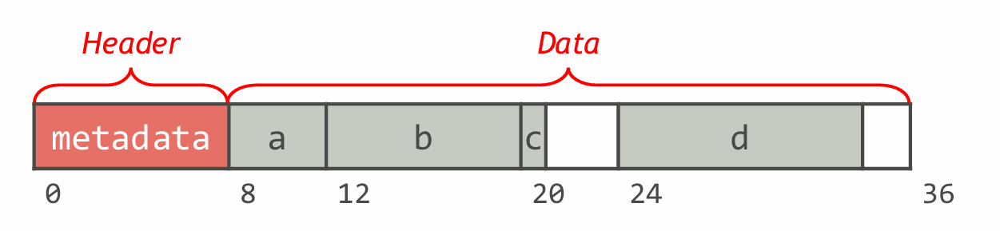 Header Data
metadata a b c d
0 8 12 20 24 36